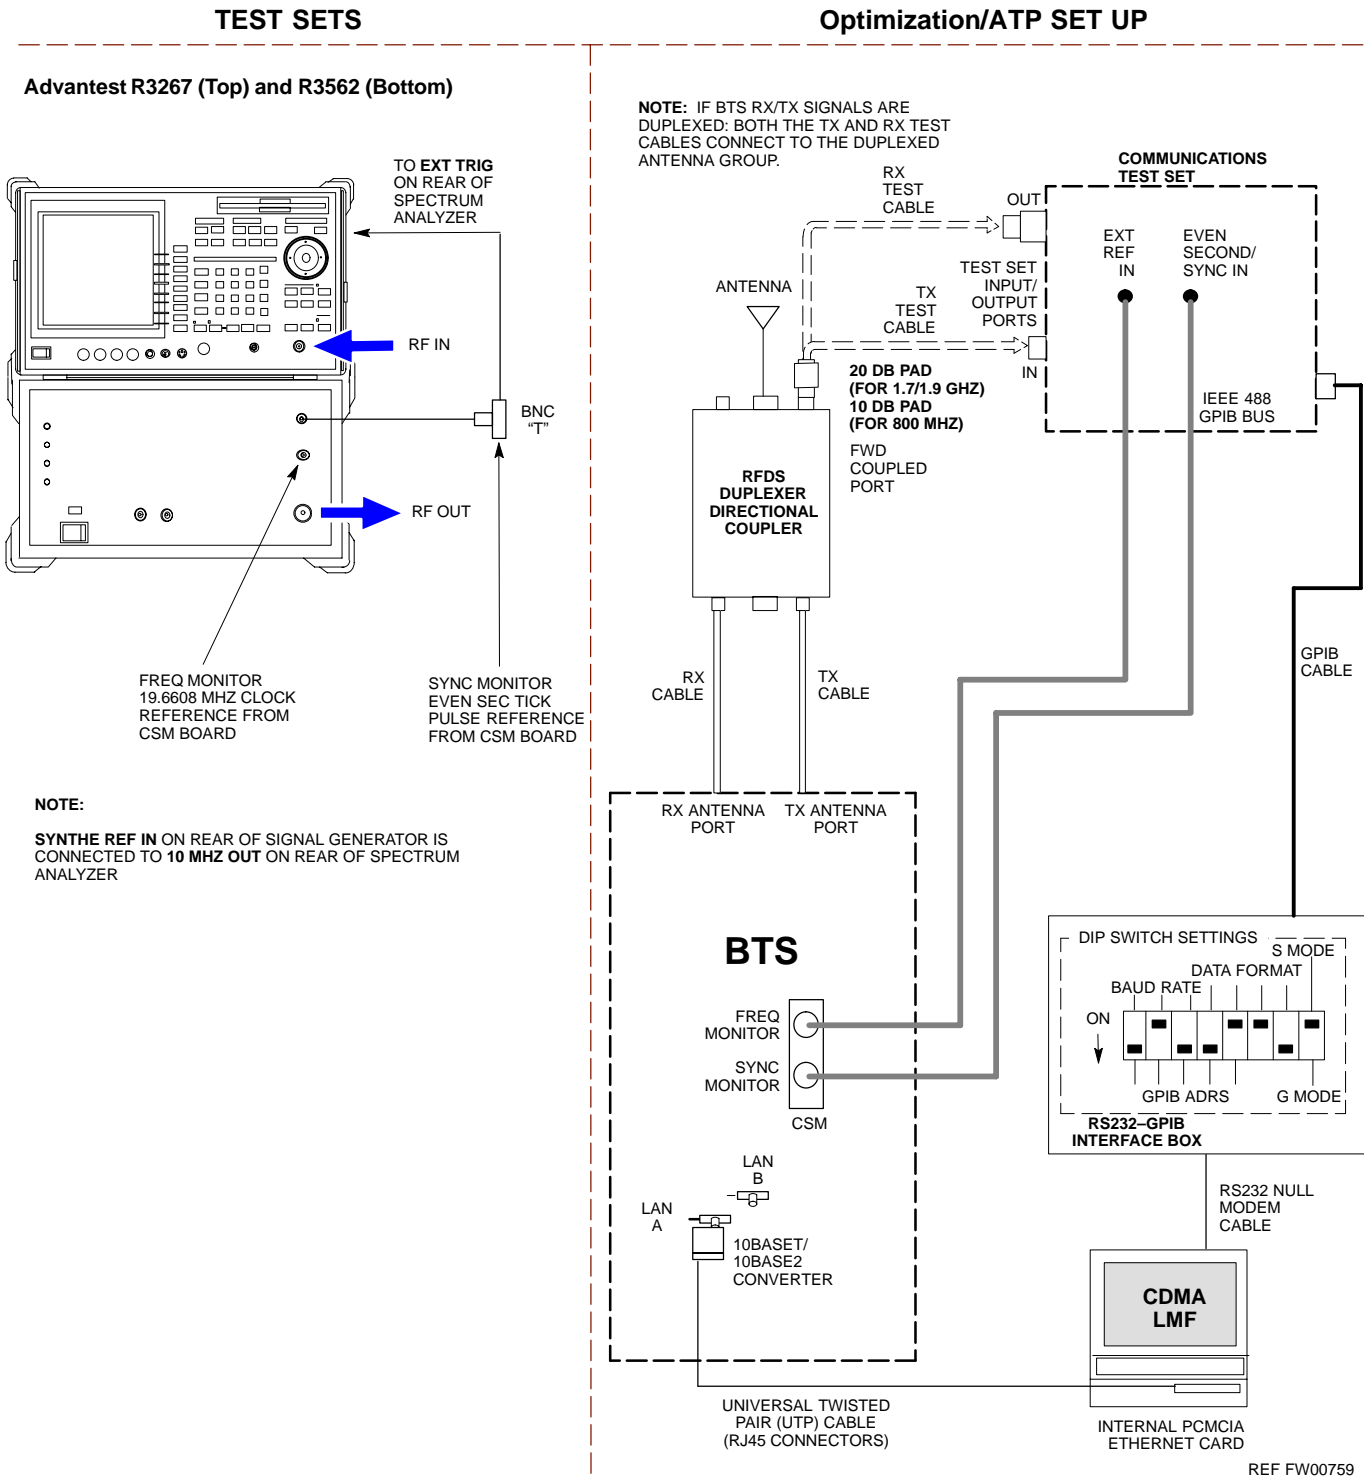 TEST SETS
Optimization/ATP SET UP
Advantest R3267 (Top) and R3562 (Bottom)
TO EXT TRIG
ON REAR OF
SPECTRUM
ANALYZER
RF IN
BNC
“T”
RF OUT
FREQ MONITOR
19.6608 MHZ CLOCK
REFERENCE FROM
CSM BOARD
SYNC MONITOR
EVEN SEC TICK
PULSE REFERENCE
FROM CSM BOARD
NOTE:
SYNTHE REF IN ON REAR OF SIGNAL GENERATOR IS
CONNECTED TO 10 MHZ OUT ON REAR OF SPECTRUM
ANALYZER
NOTE: IF BTS RX/TX SIGNALS ARE
DUPLEXED: BOTH THE TX AND RX TEST
CABLES CONNECT TO THE DUPLEXED
ANTENNA GROUP.
COMMUNICATIONS
TEST SET
RX
TEST
CABLE
OUT
EXT
REF
IN
EVEN
SECOND/
SYNC IN
TEST SET
INPUT/
OUTPUT
PORTS
ANTENNA
TX
TEST
CABLE
IN
20 DB PAD
(FOR 1.7/1.9 GHZ)
10 DB PAD
(FOR 800 MHZ)
IEEE 488
GPIB BUS
FWD
COUPLED
PORT
RFDS
DUPLEXER
DIRECTIONAL
COUPLER
RX
CABLE
TX
CABLE
GPIB
CABLE
RX ANTENNA
PORT
TX ANTENNA
PORT
BTS
FREQ
MONITOR
SYNC
MONITOR
CSM
LAN
B
LAN
A
10BASET/
10BASE2
CONVERTER
DIP SWITCH SETTINGS
S MODE
DATA FORMAT
BAUD RATE
ON
GPIB ADRS
G MODE
RS232–GPIB
INTERFACE BOX
RS232 NULL
MODEM
CABLE
CDMA
LMF
UNIVERSAL TWISTED
PAIR (UTP) CABLE
(RJ45 CONNECTORS)
INTERNAL PCMCIA
ETHERNET CARD
REF FW00759